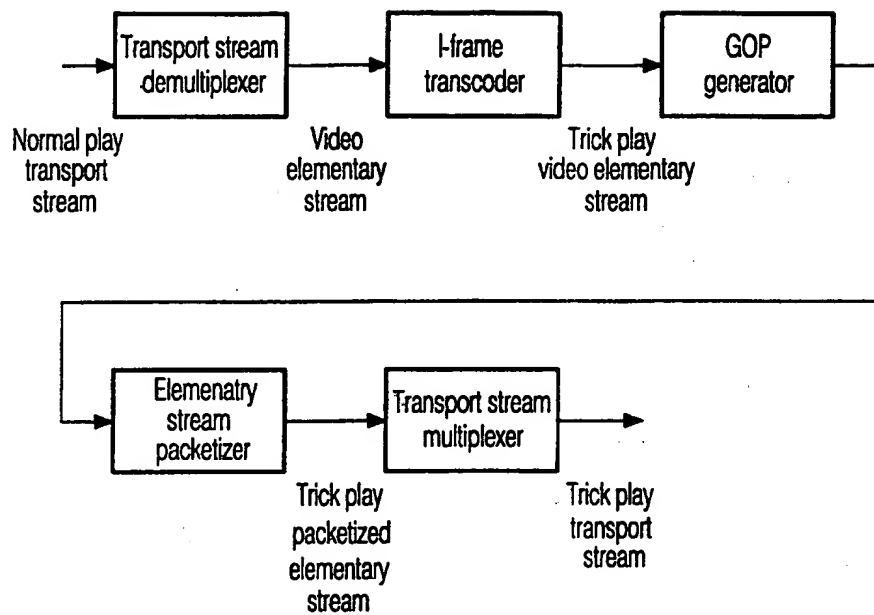 Transport stream
demultiplexer
I-frame
transcoder
GOP
generator
Normal play
transport
stream
Video
elementary
stream
Trick play
video elementary
stream
Elemenatry
stream
packetizer
Transport stream
multiplexer
Trick play
packetized
elementary
stream
Trick play
transport
stream